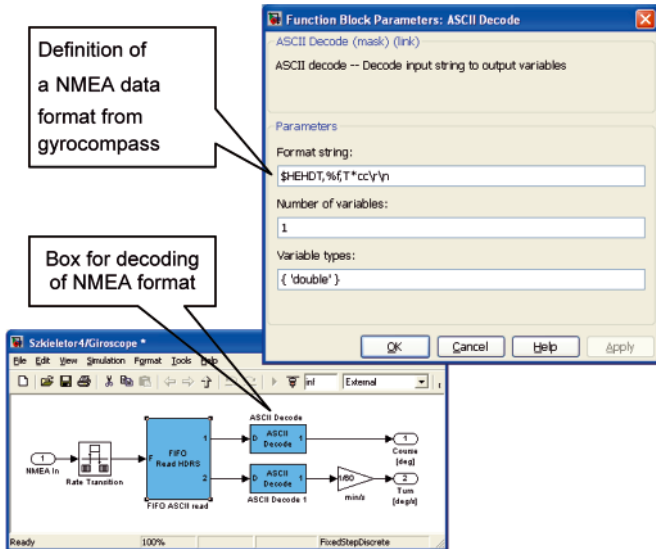 Definition of
a NMEA data
format from
gyrocompass
Function Block Parameters: ASCII Decode
ASCII Decode (mask) (link)
ASCII decode -- Decode input string to output variables
Parameters
Format string:
$HEHDT,%f,T*cc\r\n
Number of variables:
1
Variable types:
{ 'double' }
OK Cancel Help Apply
Box for decoding
of NMEA format
Szkieletor4/Giroscope *
File Edit View Simulation Format Tools Help
inf External
1
NMEA In
Rate Transition
F
FIFO
Read HDRS
1
2
FIFO ASCII read
ASCII Decode
D ASCII
Decode 1
1
Course
[deg]
D ASCII
Decode 1
ASCII Decode 1
1/60
min/s
2
Turn
[deg/s]
Ready 100% FixedStepDiscrete